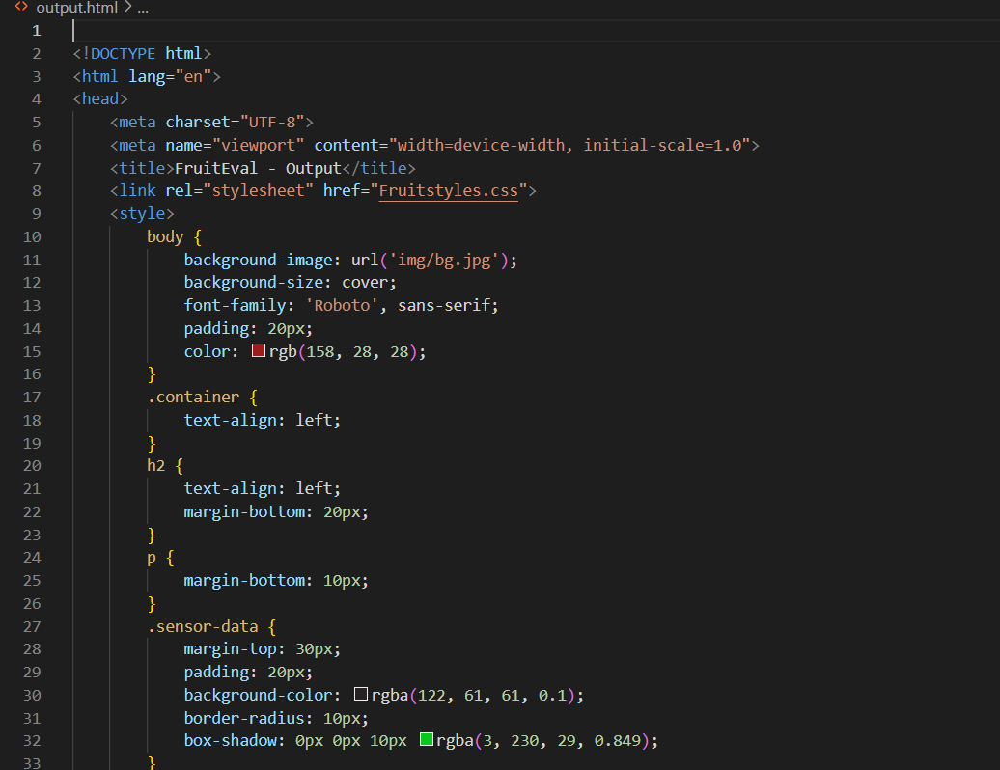 <> output.html > ...
1
2 <!DOCTYPE html>
3 <html lang="en">
4 <head>
5     <meta charset="UTF-8">
6     <meta name="viewport" content="width=device-width, initial-scale=1.0">
7     <title>FruitEval - Output</title>
8     <link rel="stylesheet" href="Fruitstyles.css">
9     <style>
10         body {
11             background-image: url('img/bg.jpg');
12             background-size: cover;
13             font-family: 'Roboto', sans-serif;
14             padding: 20px;
15             color: rgb(158, 28, 28);
16         }
17         .container {
18             text-align: left;
19         }
20         h2 {
21             text-align: left;
22             margin-bottom: 20px;
23         }
24         p {
25             margin-bottom: 10px;
26         }
27         .sensor-data {
28             margin-top: 30px;
29             padding: 20px;
30             background-color: rgba(122, 61, 61, 0.1);
31             border-radius: 10px;
32             box-shadow: 0px 0px 10px rgba(3, 230, 29, 0.849);
33         }